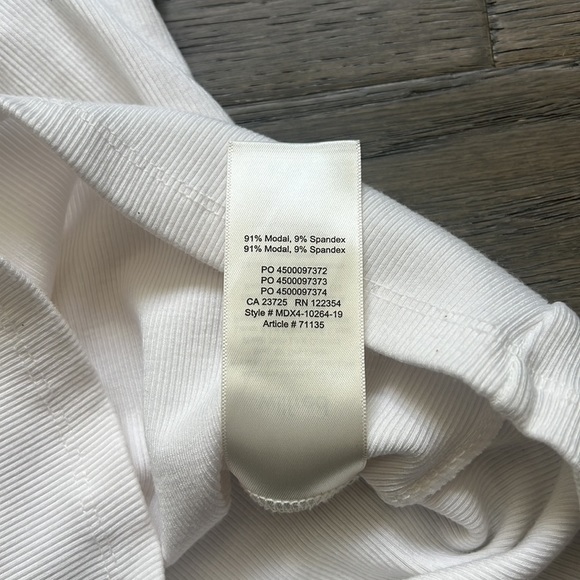 91% Modal, 9% Spandex
91% Modal, 9% Spandex
PO 4500097372
PO 4500097373
PO 4500097374
CA 23725 RN 122354
Style # MDX4-10264-19
Article # 71135